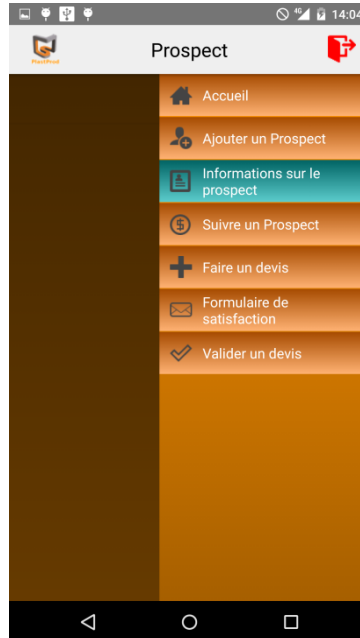 4G 14:04
Prospect
Accueil
Ajouter un Prospect
Informations sur le
prospect
Suivre un Prospect
Faire un devis
Formulaire de
satisfaction
Valider un devis